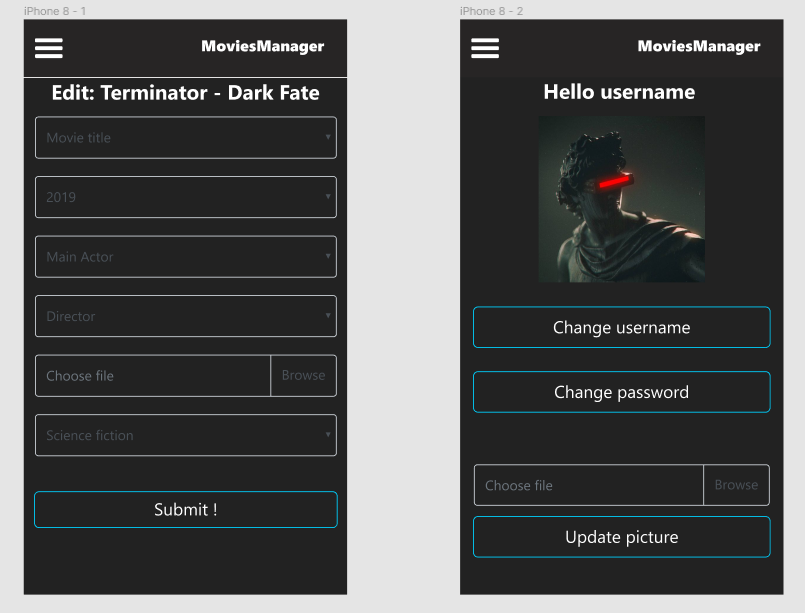 iPhone 8 - 1
MoviesManager
Edit: Terminator - Dark Fate
Movie title
2019
Main Actor
Director
Choose file
Browse
Science fiction
Submit !
iPhone 8 - 2
MoviesManager
Hello username
Change username
Change password
Choose file
Browse
Update picture